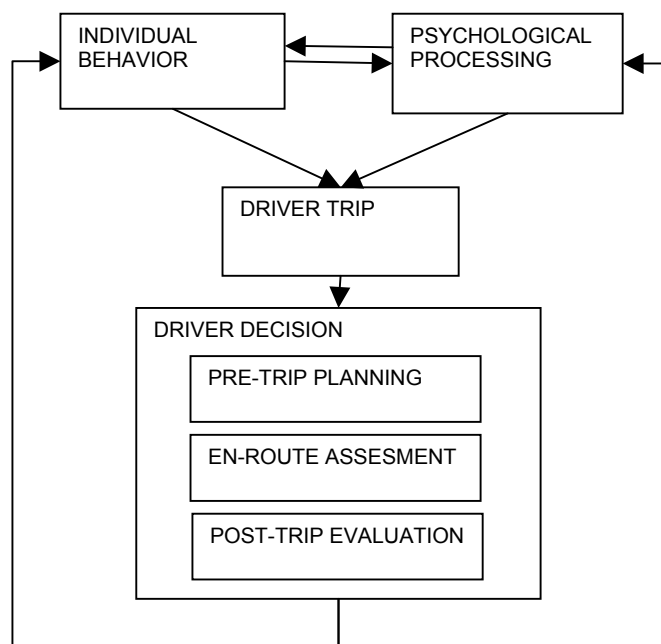 INDIVIDUAL
BEHAVIOR
PSYCHOLOGICAL
PROCESSING
DRIVER TRIP
DRIVER DECISION
PRE-TRIP PLANNING
EN-ROUTE ASSESMENT
POST-TRIP EVALUATION